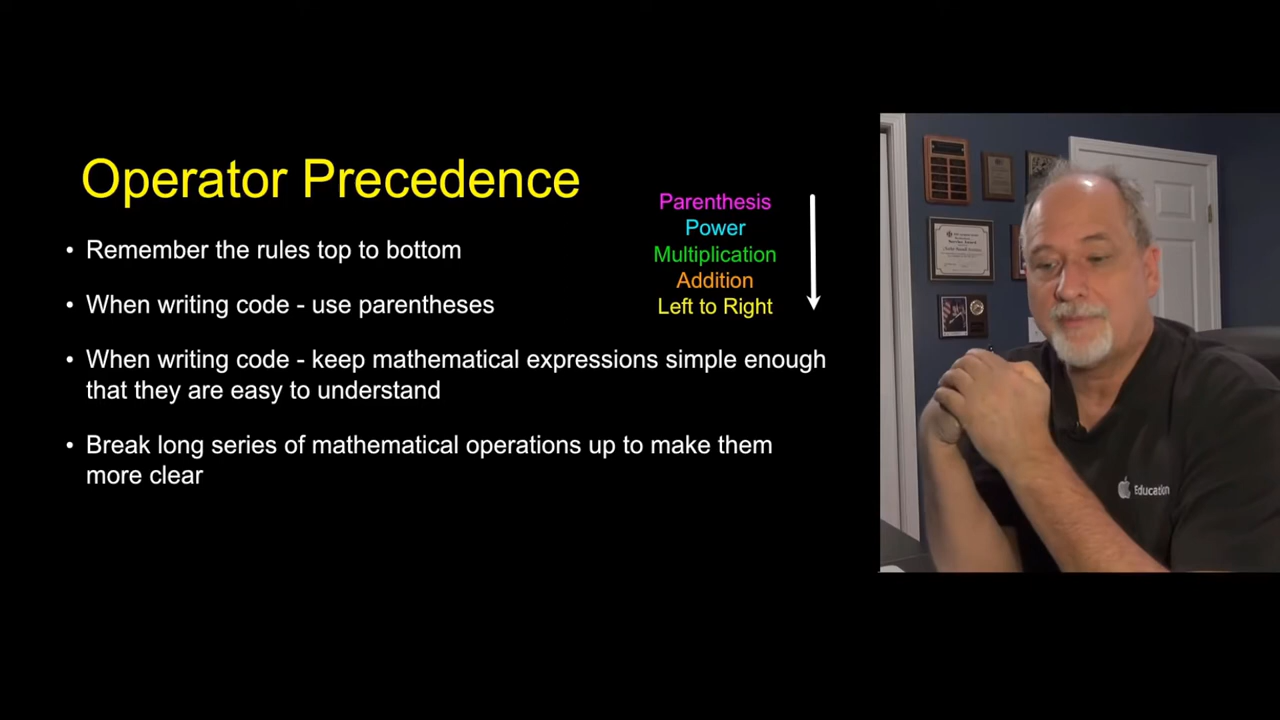 Operator Precedence
Parenthesis
Power
Multiplication
Addition
Left to Right
• Remember the rules top to bottom
• When writing code - use parentheses
• When writing code - keep mathematical expressions simple enough
that they are easy to understand
• Break long series of mathematical operations up to make them
more clear
Education